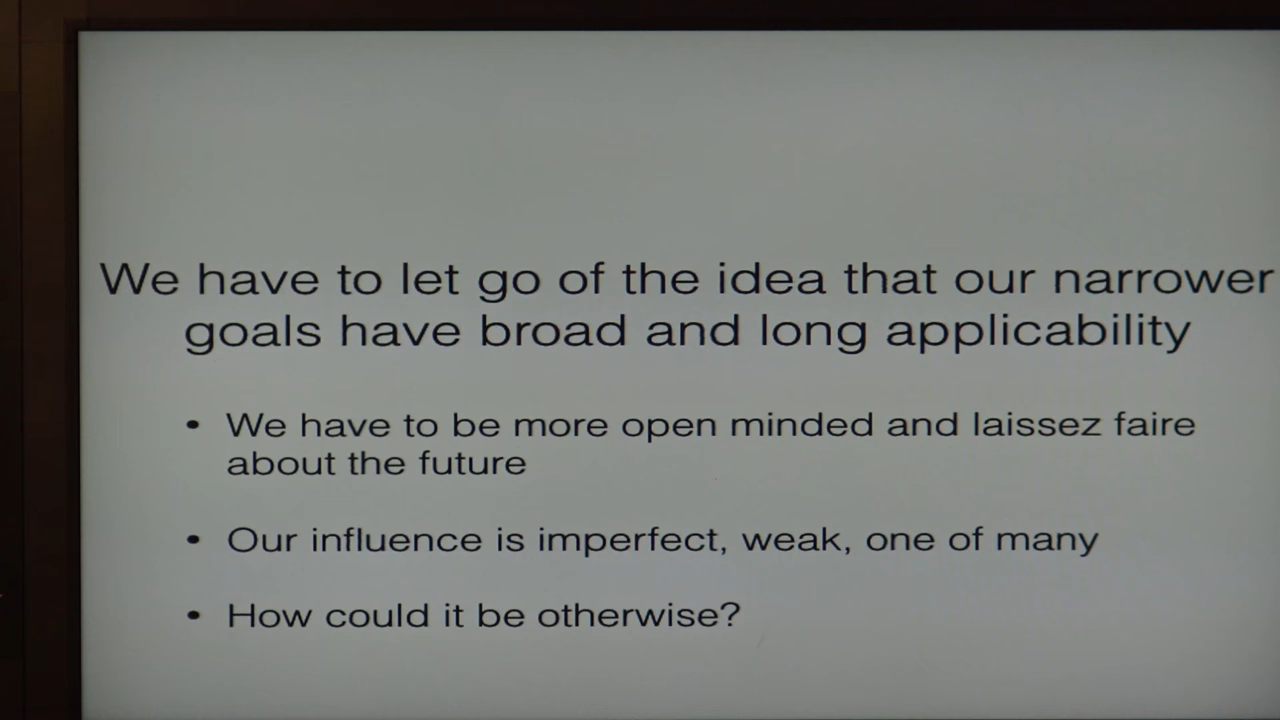 We have to let go of the idea that our narrower
goals have broad and long applicability
• We have to be more open minded and laissez faire
about the future
• Our influence is imperfect, weak, one of many
• How could it be otherwise?